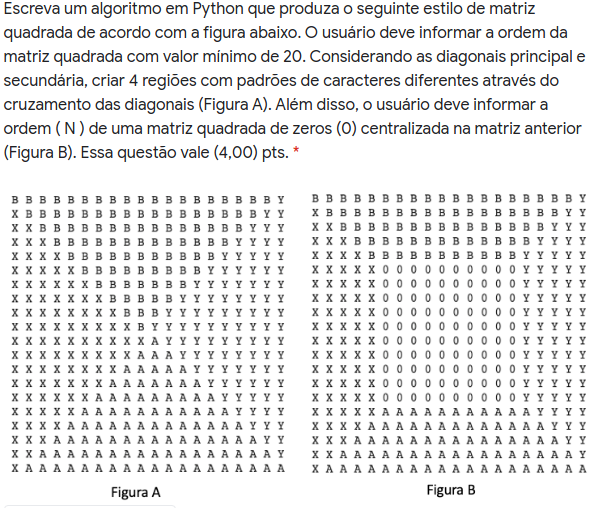 Escreva um algoritmo em Python que produza o seguinte estilo de matriz
quadrada de acordo com a figura abaixo. O usuário deve informar a ordem da
matriz quadrada com valor mínimo de 20. Considerando as diagonais principal e
secundária, criar 4 regiões com padrões de caracteres diferentes através do
cruzamento das diagonais (Figura A). Além disso, o usuário deve informar a
ordem ( N ) de uma matriz quadrada de zeros (0) centralizada na matriz anterior
(Figura B). Essa questão vale (4,00) pts. *
B B B B B B B B B B B B B B B B B B B Y
X B B B B B B B B B B B B B B B B B Y Y
X X B B B B B B B B B B B B B B B Y Y Y
X X X B B B B B B B B B B B B B Y Y Y Y
X X X X B B B B B B B B B B B Y Y Y Y Y
X X X X X B B B B B B B B B Y Y Y Y Y Y
X X X X X X B B B B B B B Y Y Y Y Y Y Y
X X X X X X X B B B B B Y Y Y Y Y Y Y Y
X X X X X X X X B B B Y Y Y Y Y Y Y Y Y
X X X X X X X X X B Y Y Y Y Y Y Y Y Y Y
X X X X X X X X X X A Y Y Y Y Y Y Y Y Y
X X X X X X X X X A A A Y Y Y Y Y Y Y Y
X X X X X X X X A A A A A Y Y Y Y Y Y Y
X X X X X X X A A A A A A A Y Y Y Y Y Y
X X X X X X A A A A A A A A A Y Y Y Y Y
X X X X X A A A A A A A A A A A Y Y Y Y
X X X X A A A A A A A A A A A A A Y Y Y
X X X A A A A A A A A A A A A A A A Y Y
X X A A A A A A A A A A A A A A A A A Y
X A A A A A A A A A A A A A A A A A A A
Figura A
B B B B B B B B B B B B B B B B B B B Y
X B B B B B B B B B B B B B B B B B Y Y
X X B B B B B B B B B B B B B B B Y Y Y
X X X B B B B B B B B B B B B B Y Y Y Y
X X X X B B B B B B B B B B B Y Y Y Y Y
X X X X X 0 0 0 0 0 0 0 0 0 0 Y Y Y Y Y
X X X X X 0 0 0 0 0 0 0 0 0 0 Y Y Y Y Y
X X X X X 0 0 0 0 0 0 0 0 0 0 Y Y Y Y Y
X X X X X 0 0 0 0 0 0 0 0 0 0 Y Y Y Y Y
X X X X X 0 0 0 0 0 0 0 0 0 0 Y Y Y Y Y
X X X X X 0 0 0 0 0 0 0 0 0 0 Y Y Y Y Y
X X X X X 0 0 0 0 0 0 0 0 0 0 Y Y Y Y Y
X X X X X 0 0 0 0 0 0 0 0 0 0 Y Y Y Y Y
X X X X X 0 0 0 0 0 0 0 0 0 0 Y Y Y Y Y
X X X X X 0 0 0 0 0 0 0 0 0 0 Y Y Y Y Y
X X X X X A A A A A A A A A A A Y Y Y Y
X X X X A A A A A A A A A A A A A Y Y Y
X X X A A A A A A A A A A A A A A A Y Y
X X A A A A A A A A A A A A A A A A A Y
X A A A A A A A A A A A A A A A A A A A
Figura B